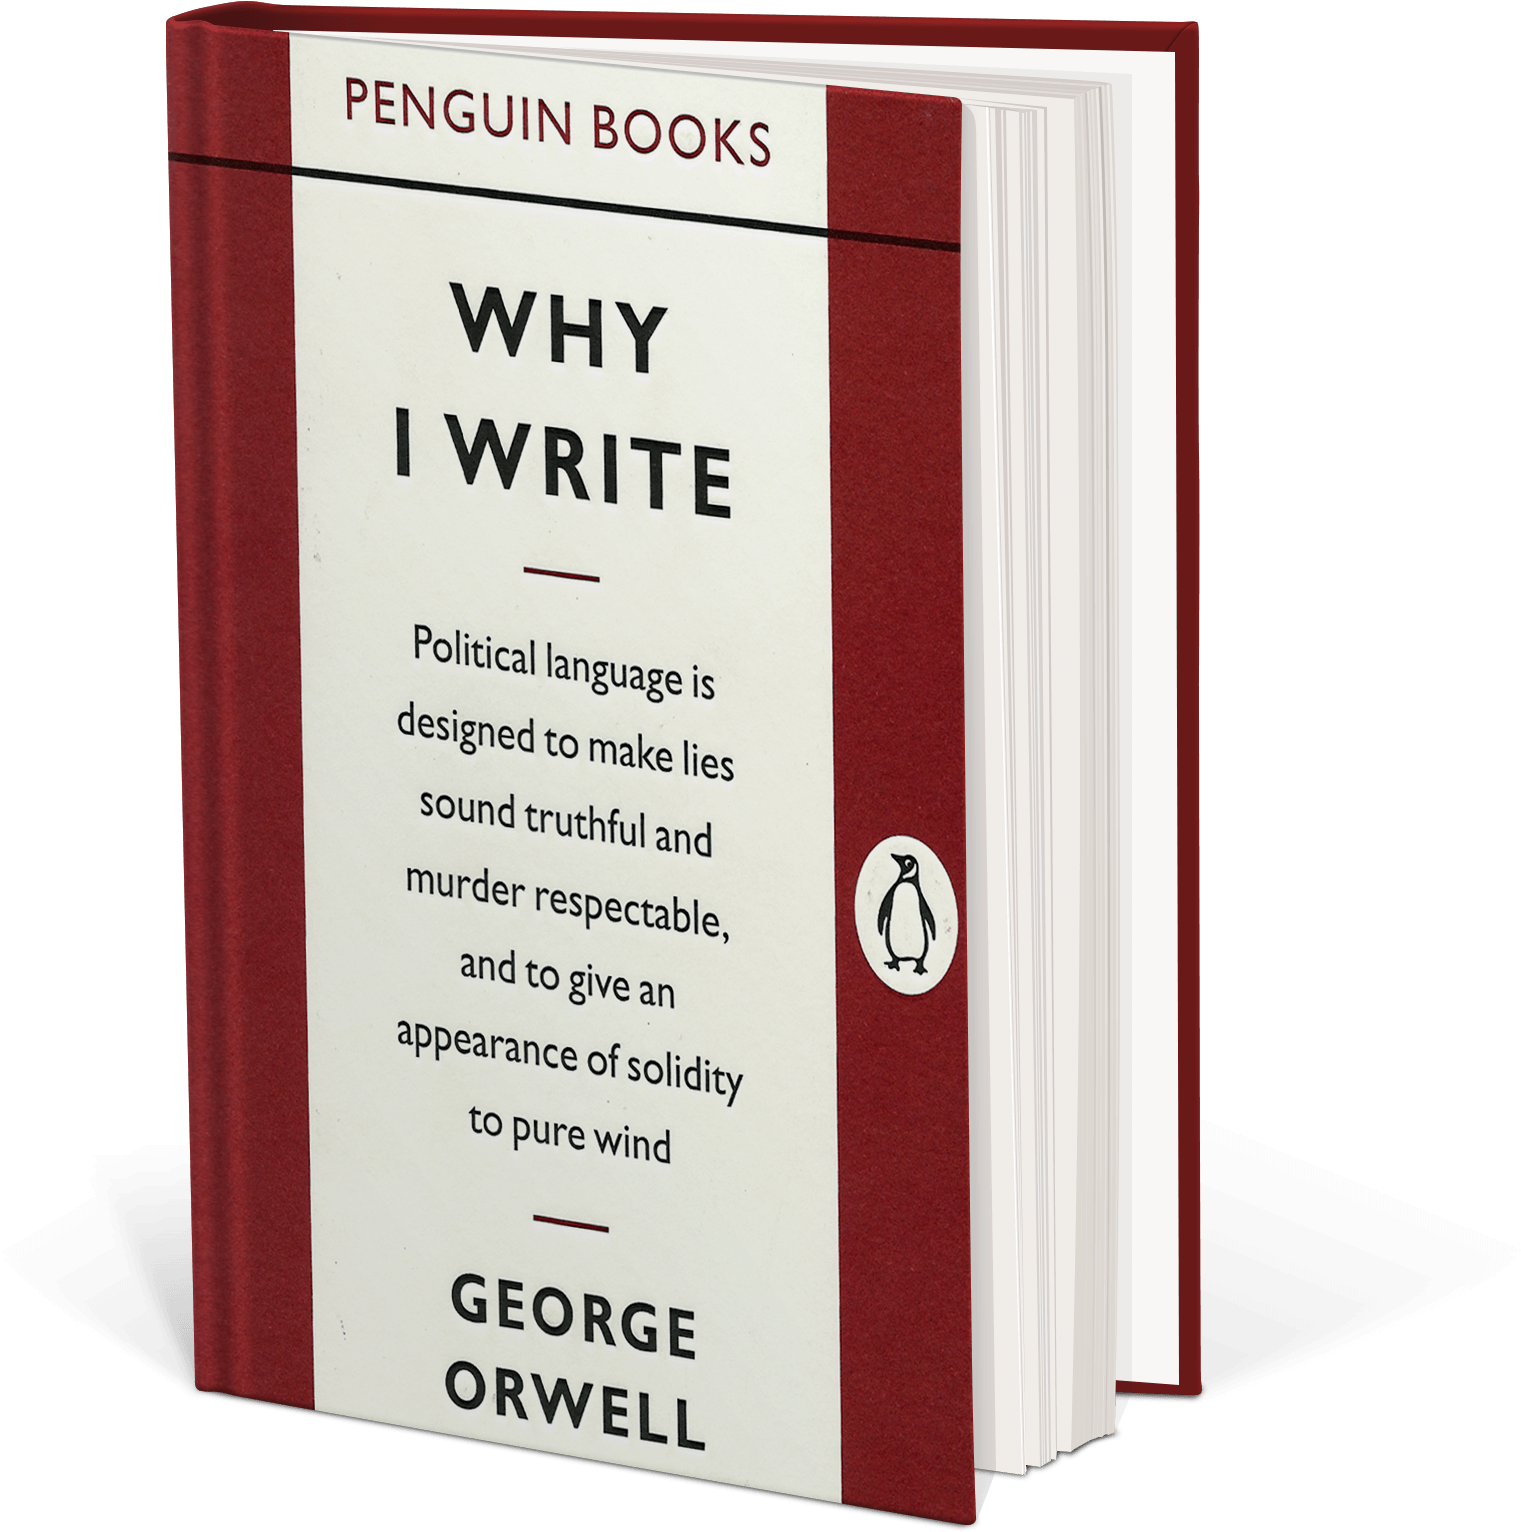 PENGUIN BOOKS
WHY
I WRITE
Political language is
designed to make lies
sound truthful and
murder respectable,
and to give an
appearance of solidity
to pure wind
GEORGE
ORWELL